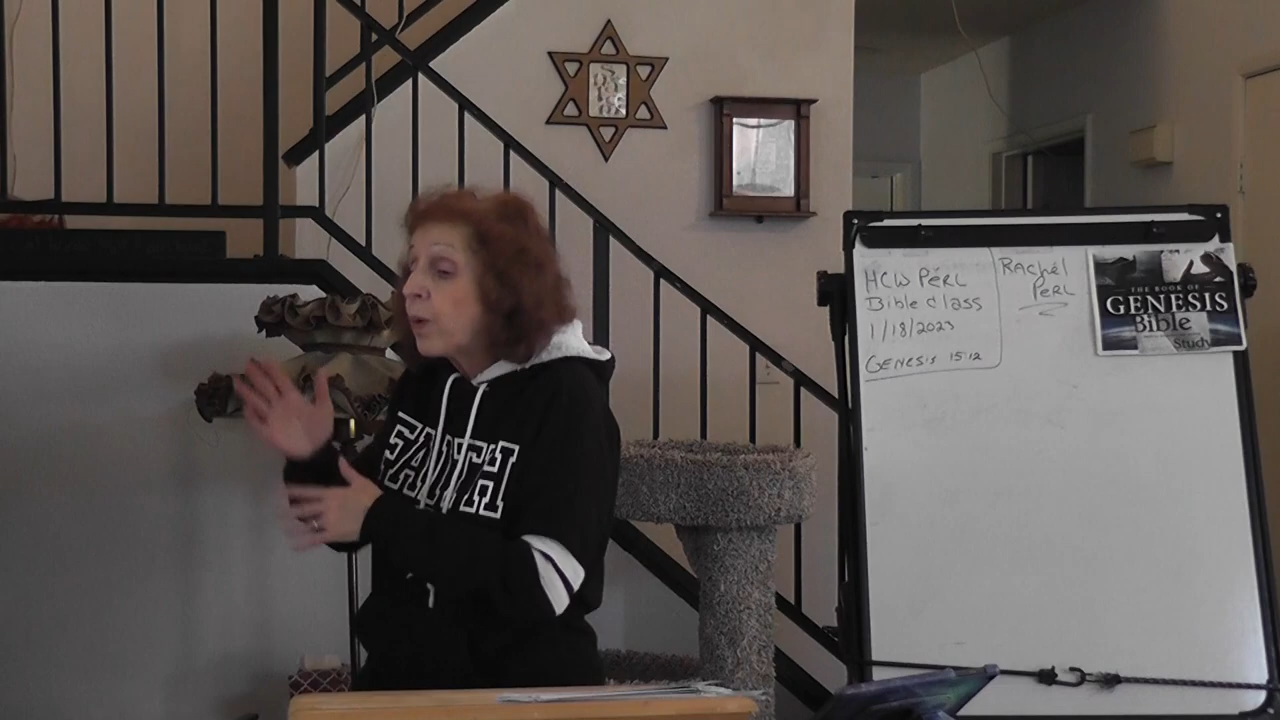 FAITH
HCW Perl
Bible Class
1/18/2023
Genesis 15:12
Rachel
Perl
THE BOOK OF
GENESIS
Bible
Study